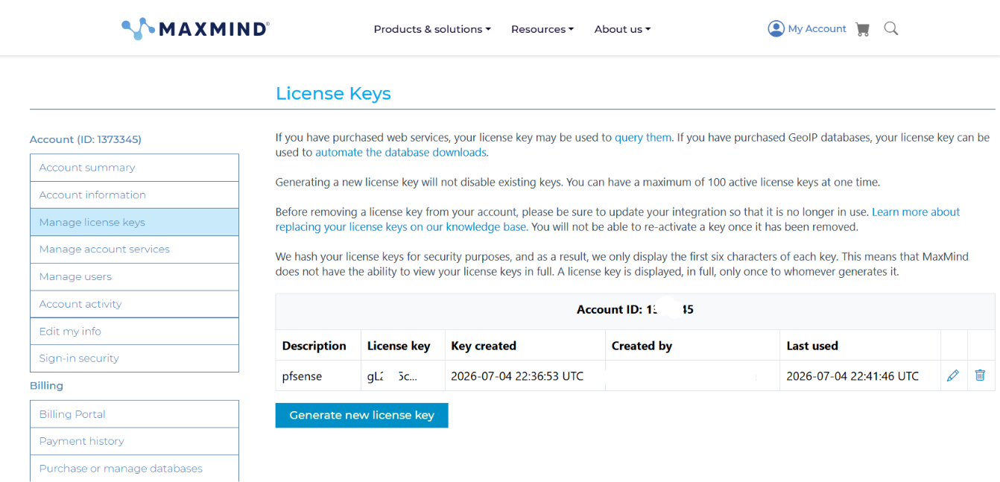 MAXMIND®
Products & solutions
Resources
About us
My Account
License Keys
Account (ID: 1373345)
Account summary
Account information
Manage license keys
Manage account services
Manage users
Account activity
Edit my info
Sign-in security
Billing
Billing Portal
Payment history
Purchase or manage databases
If you have purchased web services, your license key may be used to query them. If you have purchased GeoIP databases, your license key can be
used to automate the database downloads.
Generating a new license key will not disable existing keys. You can have a maximum of 100 active license keys at one time.
Before removing a license key from your account, please be sure to update your integration so that it is no longer in use. Learn more about
replacing your license keys on our knowledge base. You will not be able to re-activate a key once it has been removed.
We hash your license keys for security purposes, and as a result, we only display the first six characters of each key. This means that MaxMind
does not have the ability to view your license keys in full. A license key is displayed, in full, only once to whomever generates it.
Account ID:
Description License key Key created Created by Last used
pfsense 2026-07-04 22:36:53 UTC 2026-07-04 22:41:46 UTC
Generate new license key